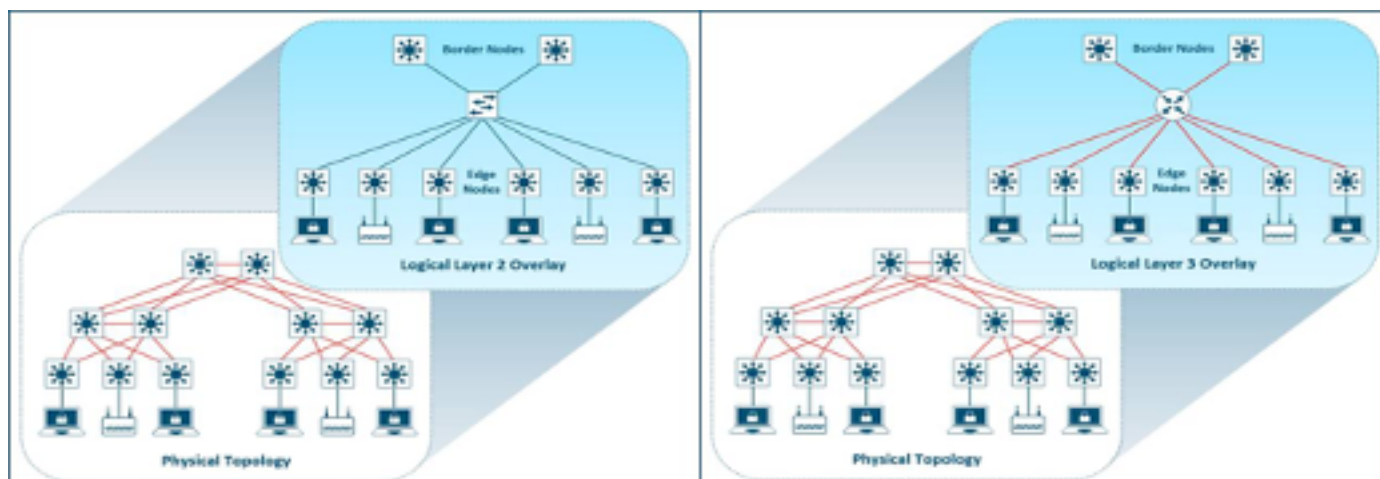 Border Nodes
Edge
Nodes
Logical Layer 2 Overlay
Physical Topology
Border Nodes
Edge
Nodes
Logical Layer 3 Overlay
Physical Topology